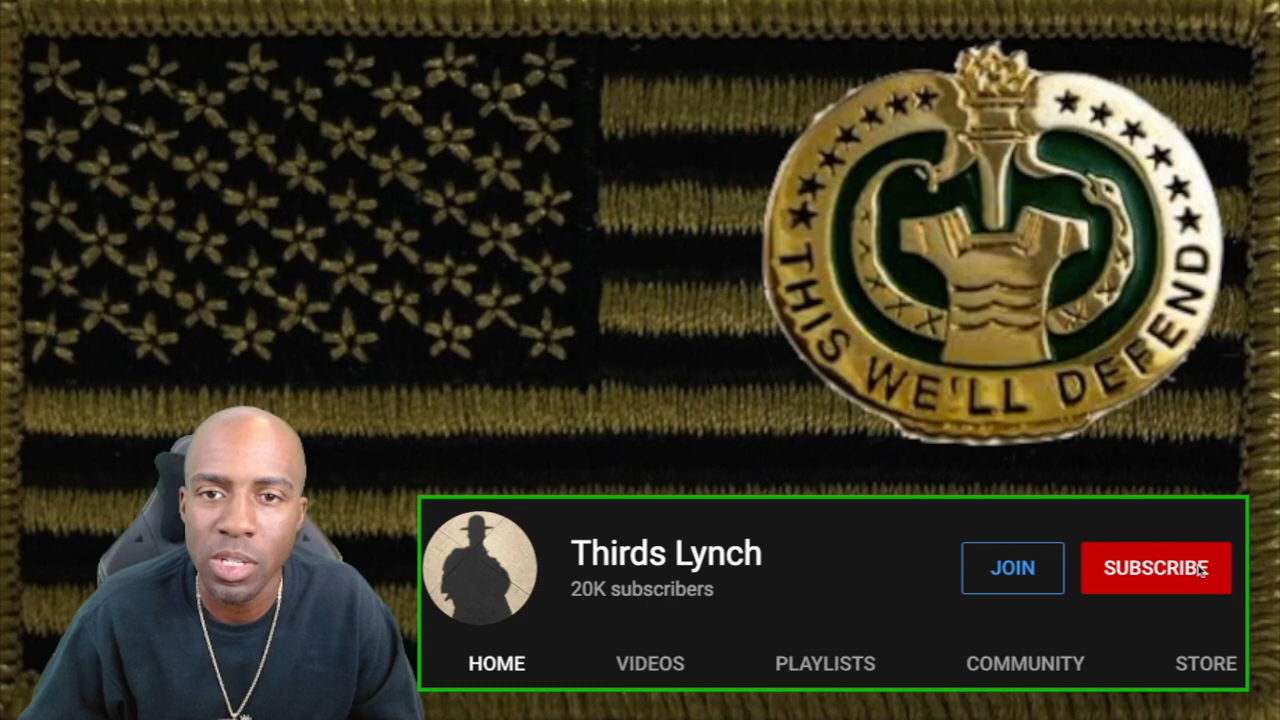 THIS WE'LL DEFEND
Thirds Lynch
20K subscribers
JOIN
SUBSCRIBE
HOME
VIDEOS
PLAYLISTS
COMMUNITY
STORE